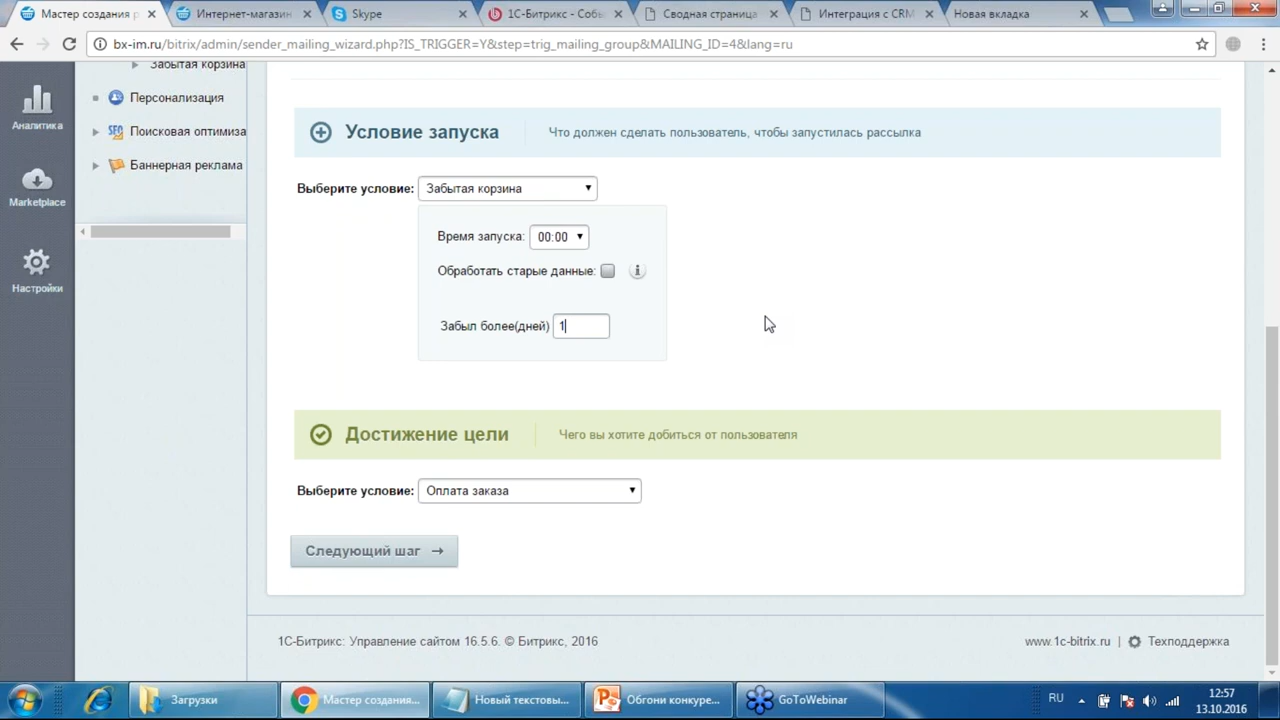 Мастер создания р
Интернет-магазин
Skype
1С-Битрикс - Собы
Сводная страница
Интеграция с CRM
Новая вкладка
bx-im.ru/bitrix/admin/sender_mailing_wizard.php?IS_TRIGGER=Y&step=trig_mailing_group&MAILING_ID=4&lang=ru
Аналитика
Marketplace
Настройки
Забытая корзина
Персонализация
Поисковая оптимиза
Баннерная реклама
Условие запуска
Что должен сделать пользователь, чтобы запустилась рассылка
Выберите условие: Забытая корзина
Время запуска: 00:00
Обработать старые данные:
Забыл более(дней) 1
Достижение цели
Чего вы хотите добиться от пользователя
Выберите условие: Оплата заказа
Следующий шаг →
1С-Битрикс: Управление сайтом 16.5.6. © Битрикс, 2016
www.1c-bitrix.ru | Техподдержка
Загрузки
Мастер создания...
Новый текстовы...
Обгони конкуре...
GoToWebinar
RU
12:57
13.10.2016